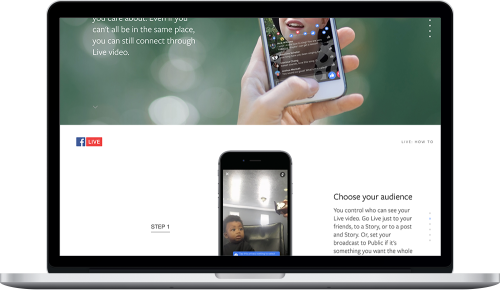 you care about. Even if you
can't all be in the same place,
you can still connect through
Live video.
f LIVE
LIVE: HOW TO
STEP 1
Choose your audience
You control who can see your
Live video. Go Live just to your
friends, to a Story, or to a post
and Story. Or, set your
broadcast to Public if it's
something you want the whole